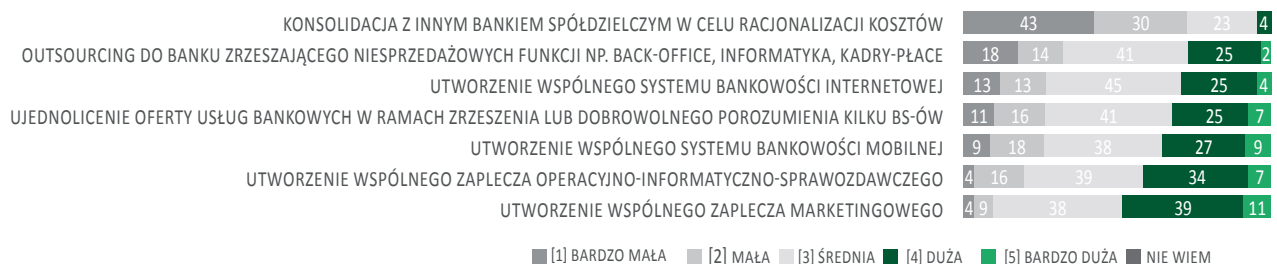 KONSOLIDACJA Z INNYM BANKIEM SPÓŁDZIELCZYM W CELU RACJONALIZACJI KOSZTÓW 43 30 23 4
OUTSOURCING DO BANKU ZRZESZAJĄCEGO NIESPRZEDAŻOWYCH FUNKCJI NP. BACK-OFFICE, INFORMATYKA, KADRY-PŁACE 18 14 41 25 2
UTWORZENIE WSPÓLNEGO SYSTEMU BANKOWOŚCI INTERNETOWEJ 13 13 45 25 4
UJEDNOLICENIE OFERTY USŁUG BANKOWYCH W RAMACH ZRZESZENIA LUB DOBROWOLNEGO POROZUMIENIA KILKU BS-ÓW 11 16 41 25 7
UTWORZENIE WSPÓLNEGO SYSTEMU BANKOWOŚCI MOBILNEJ 9 18 38 27 9
UTWORZENIE WSPÓLNEGO ZAPLECZA OPERACYJNO-INFORMATYCZNO-SPRAWOZDAWCZEGO 4 16 39 34 7
UTWORZENIE WSPÓLNEGO ZAPLECZA MARKETINGOWEGO 4 9 38 39 11
[1] BARDZO MAŁA [2] MAŁA [3] ŚREDNIA [4] DUŻA [5] BARDZO DUŻA NIE WIEM